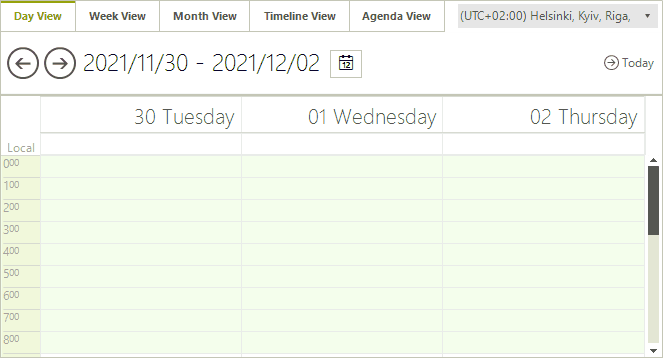 Day View Week View Month View Timeline View Agenda View (UTC+02:00) Helsinki, Kyiv, Riga,
2021/11/30 - 2021/12/02 12 Today
30 Tuesday 01 Wednesday 02 Thursday
Local
0 00
1 00
2 00
3 00
4 00
5 00
6 00
7 00
8 00